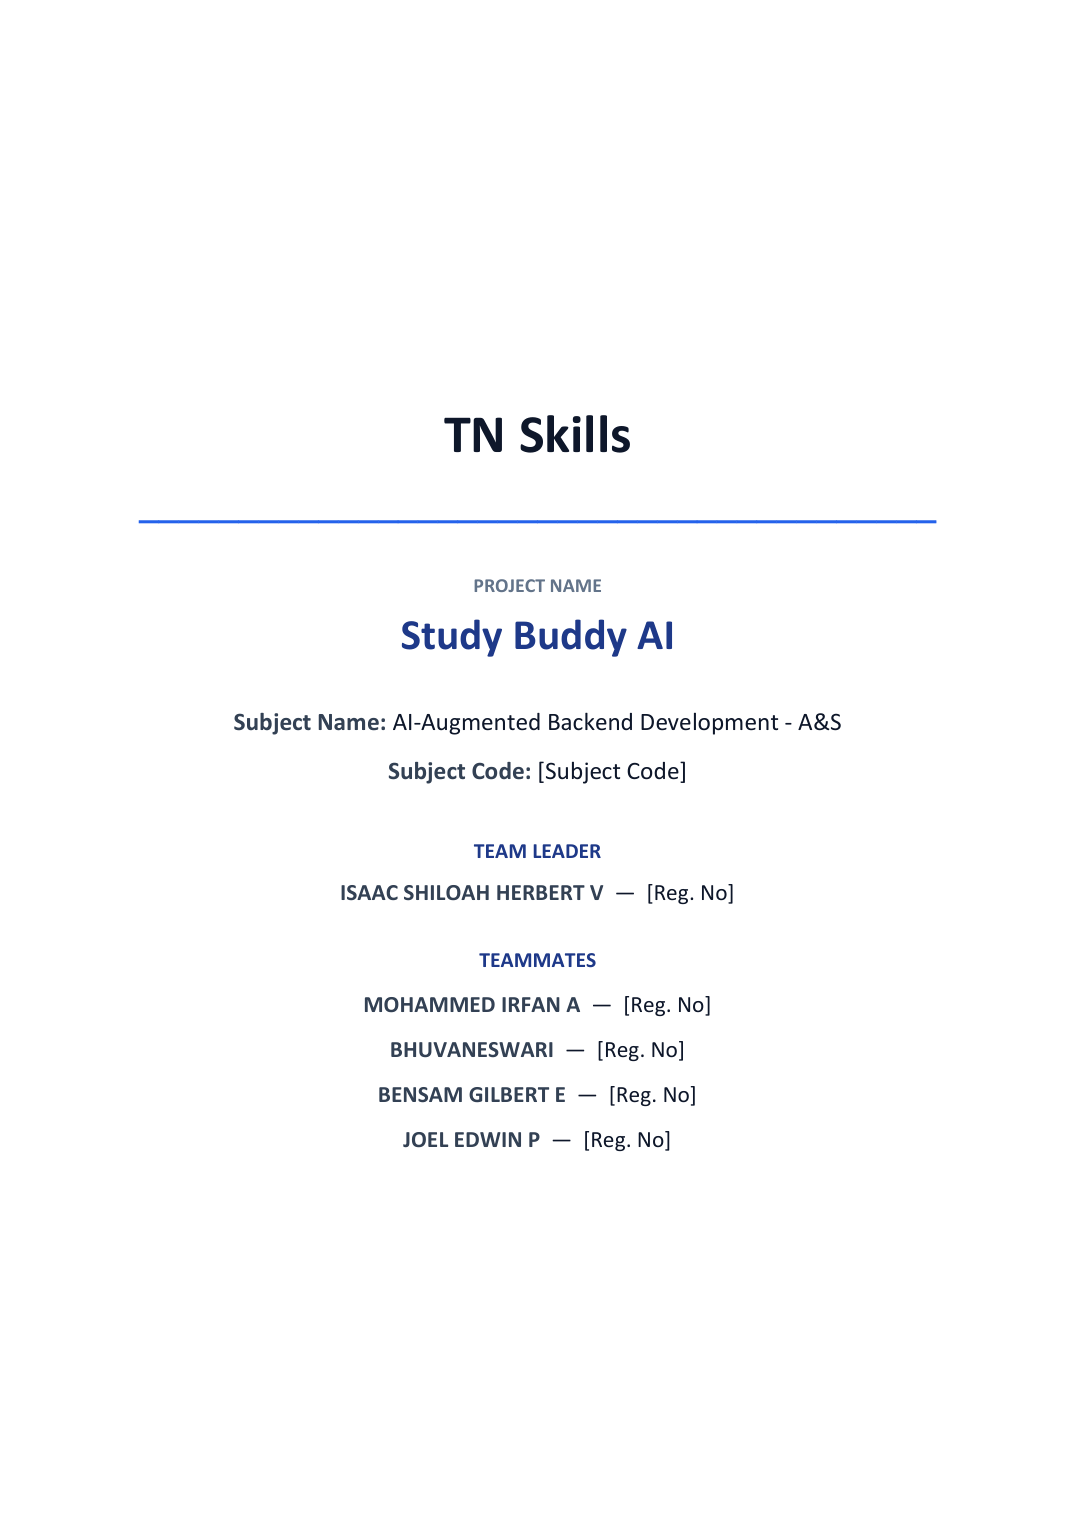 TN Skills
PROJECT NAME
Study Buddy AI
Subject Name: AI-Augmented Backend Development - A&S
Subject Code: [Subject Code]
TEAM LEADER
ISAAC SHILOAH HERBERT V — [Reg. No]
TEAMMATES
MOHAMMED IRFAN A — [Reg. No]
BHUVANESWARI — [Reg. No]
BENSAM GILBERT E — [Reg. No]
JOEL EDWIN P — [Reg. No]